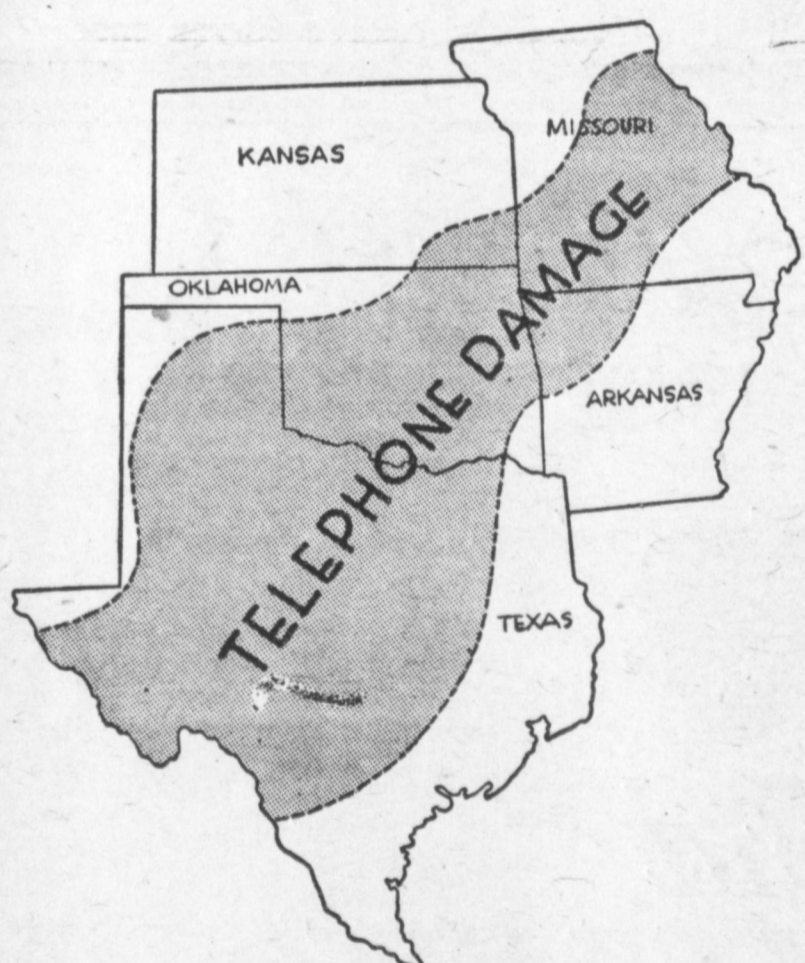 MISSOURI
KANSAS
OKLAHOMA
TELEPHONE DAMAGE
ARKANSAS
TEXAS